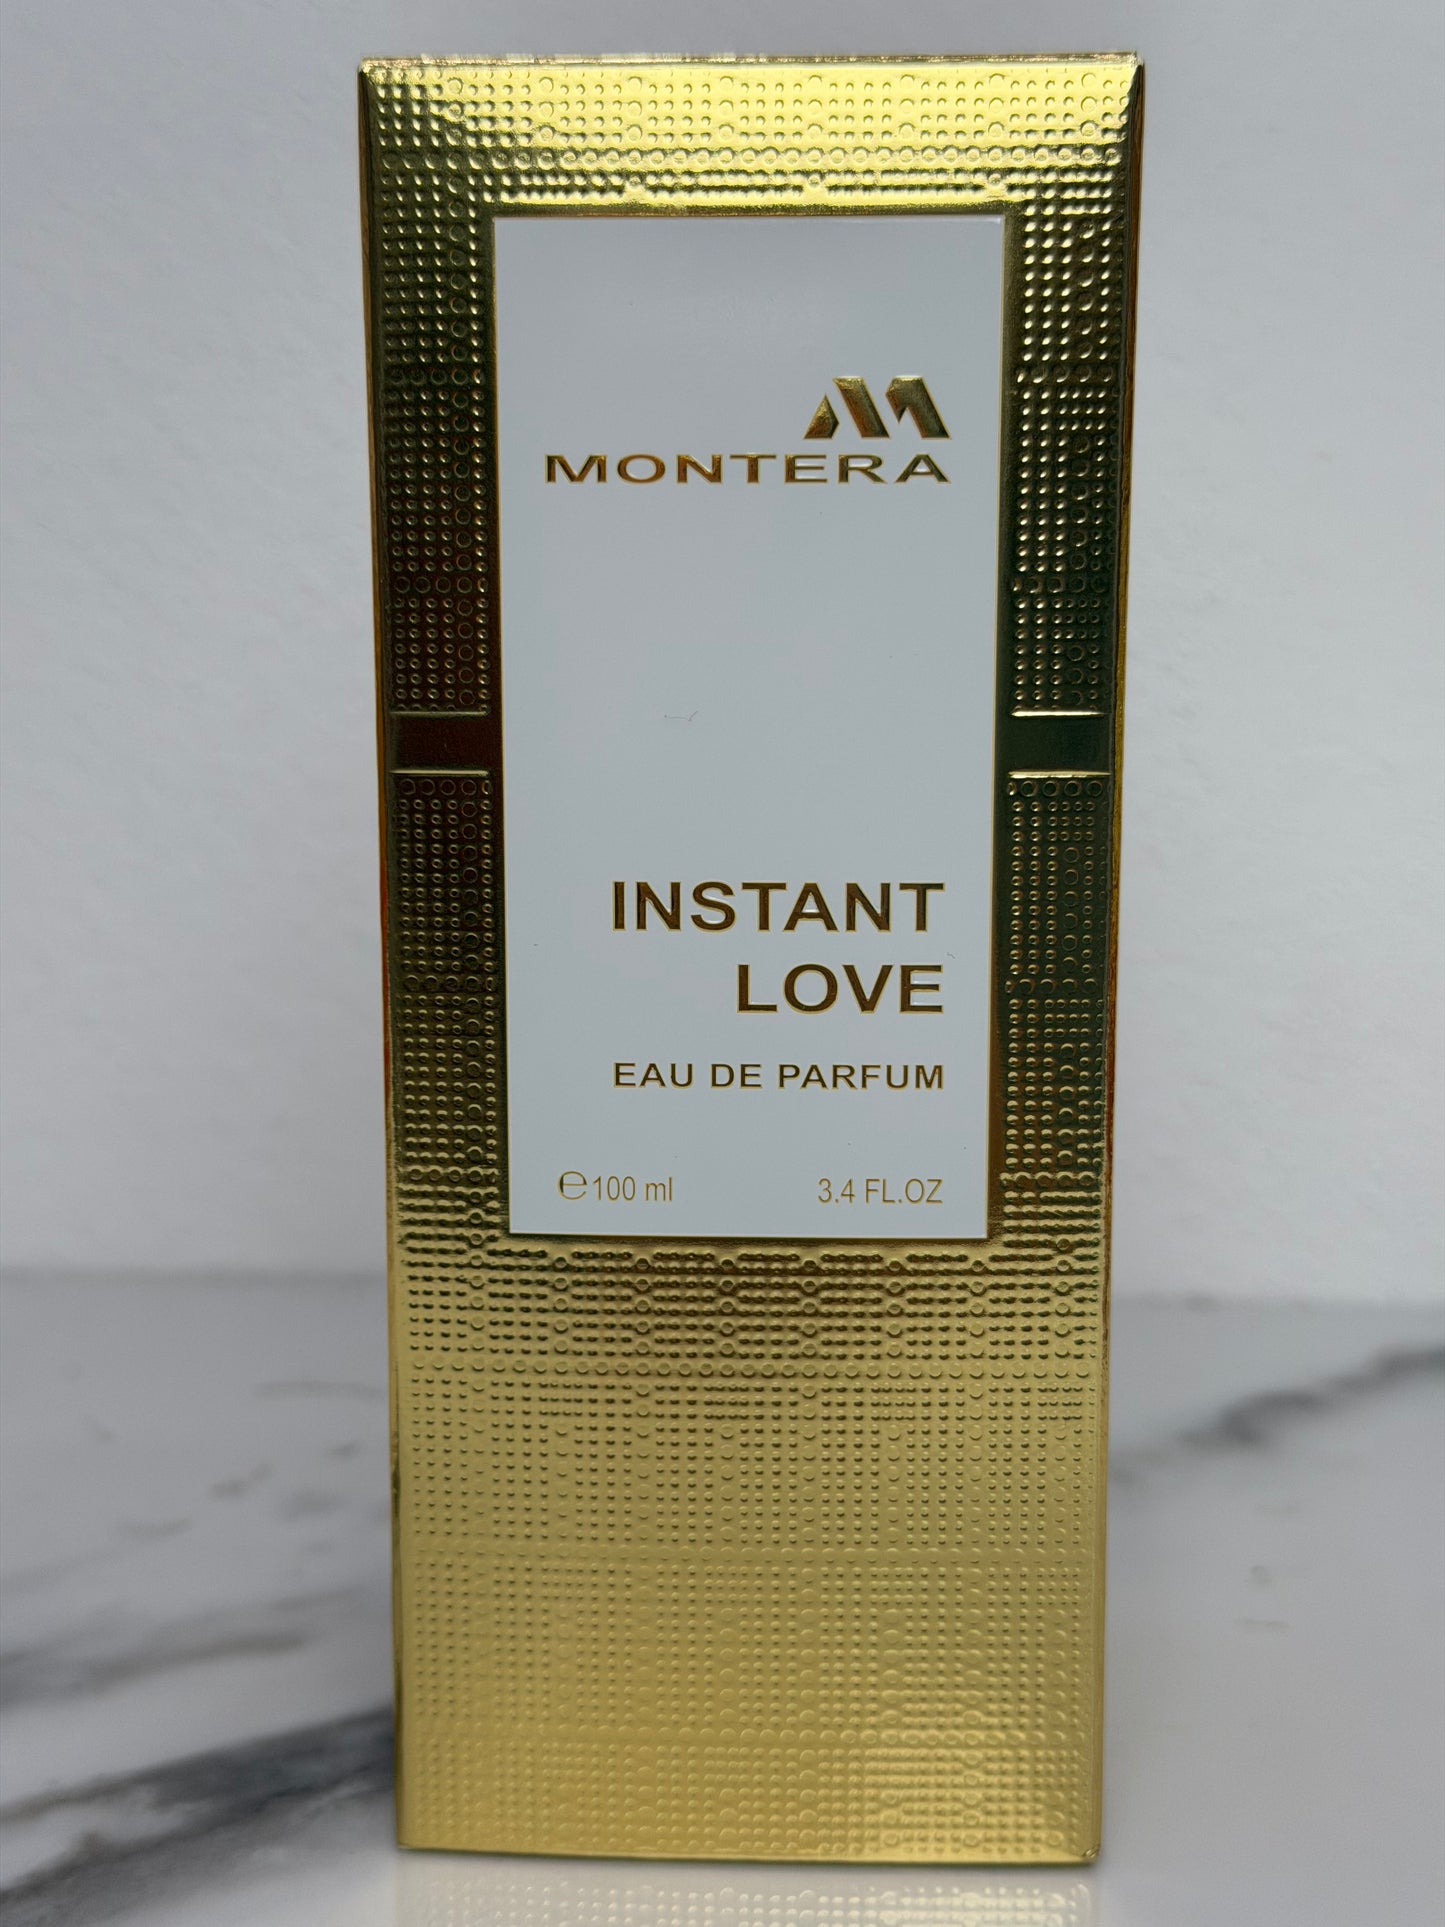 MONTERA
INSTANT
LOVE
EAU DE PARFUM
℮100 ml 3.4 FL.OZ